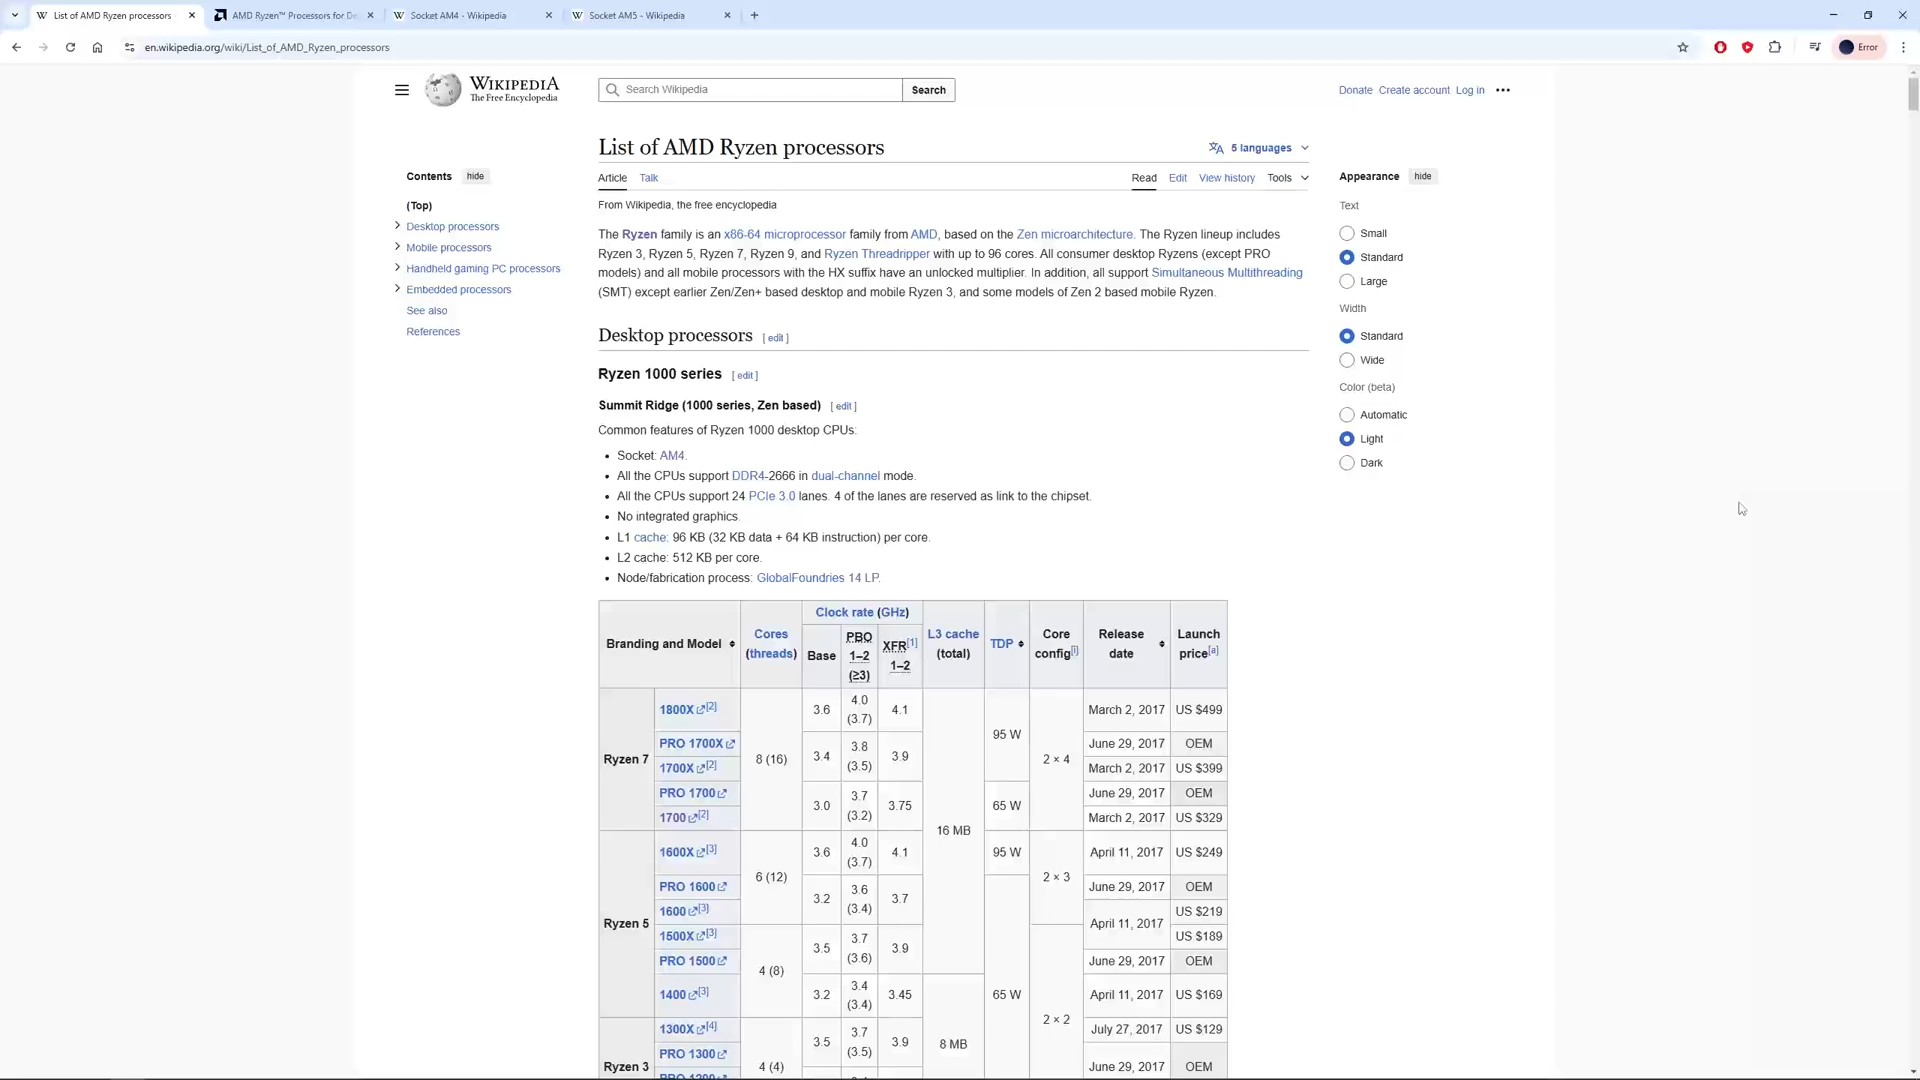 List of AMD Ryzen processors
AMD Ryzen™ Processors for De
Socket AM4 - Wikipedia
Socket AM5 - Wikipedia
en.wikipedia.org/wiki/List_of_AMD_Ryzen_processors
Error
WIKIPEDIA
The Free Encyclopedia
Search Wikipedia
Search
Donate Create account Log in
Contents hide
(Top)
Desktop processors
Mobile processors
Handheld gaming PC processors
Embedded processors
See also
References
List of AMD Ryzen processors
5 languages
Article Talk
Read Edit View history Tools
From Wikipedia, the free encyclopedia
The Ryzen family is an x86-64 microprocessor family from AMD, based on the Zen microarchitecture. The Ryzen lineup includes
Ryzen 3, Ryzen 5, Ryzen 7, Ryzen 9, and Ryzen Threadripper with up to 96 cores. All consumer desktop Ryzens (except PRO
models) and all mobile processors with the HX suffix have an unlocked multiplier. In addition, all support Simultaneous Multithreading
(SMT) except earlier Zen/Zen+ based desktop and mobile Ryzen 3, and some models of Zen 2 based mobile Ryzen.
Desktop processors [ edit ]
Ryzen 1000 series [ edit ]
Summit Ridge (1000 series, Zen based) [ edit ]
Common features of Ryzen 1000 desktop CPUs:
• Socket: AM4.
• All the CPUs support DDR4-2666 in dual-channel mode.
• All the CPUs support 24 PCIe 3.0 lanes. 4 of the lanes are reserved as link to the chipset.
• No integrated graphics.
• L1 cache: 96 KB (32 KB data + 64 KB instruction) per core.
• L2 cache: 512 KB per core.
• Node/fabrication process: GlobalFoundries 14 LP.
Branding and Model
Cores
(threads)
Clock rate (GHz)
Base
PBO
1–2
(≥3)
XFR[1]
1–2
L3 cache
(total)
TDP
Core
config[i]
Release
date
Launch
price[a]
Ryzen 7
1800X[2]
8 (16)
3.6
4.0
(3.7)
4.1
16 MB
95 W
2 × 4
March 2, 2017
US $499
PRO 1700X
3.4
3.8
(3.5)
3.9
June 29, 2017
OEM
1700X[2]
March 2, 2017
US $399
PRO 1700
3.0
3.7
(3.2)
3.75
65 W
June 29, 2017
OEM
1700[2]
March 2, 2017
US $329
Ryzen 5
1600X[3]
6 (12)
3.6
4.0
(3.7)
4.1
95 W
2 × 3
April 11, 2017
US $249
PRO 1600
3.2
3.6
(3.4)
3.7
65 W
June 29, 2017
OEM
1600[3]
April 11, 2017
US $219
1500X[3]
4 (8)
3.5
3.7
(3.6)
3.9
2 × 2
US $189
PRO 1500
June 29, 2017
OEM
1400[3]
3.2
3.4
(3.4)
3.45
8 MB
April 11, 2017
US $169
Ryzen 3
1300X[4]
4 (4)
3.5
3.7
(3.5)
3.9
July 27, 2017
US $129
PRO 1300
June 29, 2017
OEM
PRO 1200
Appearance hide
Text
Small
Standard
Large
Width
Standard
Wide
Color (beta)
Automatic
Light
Dark